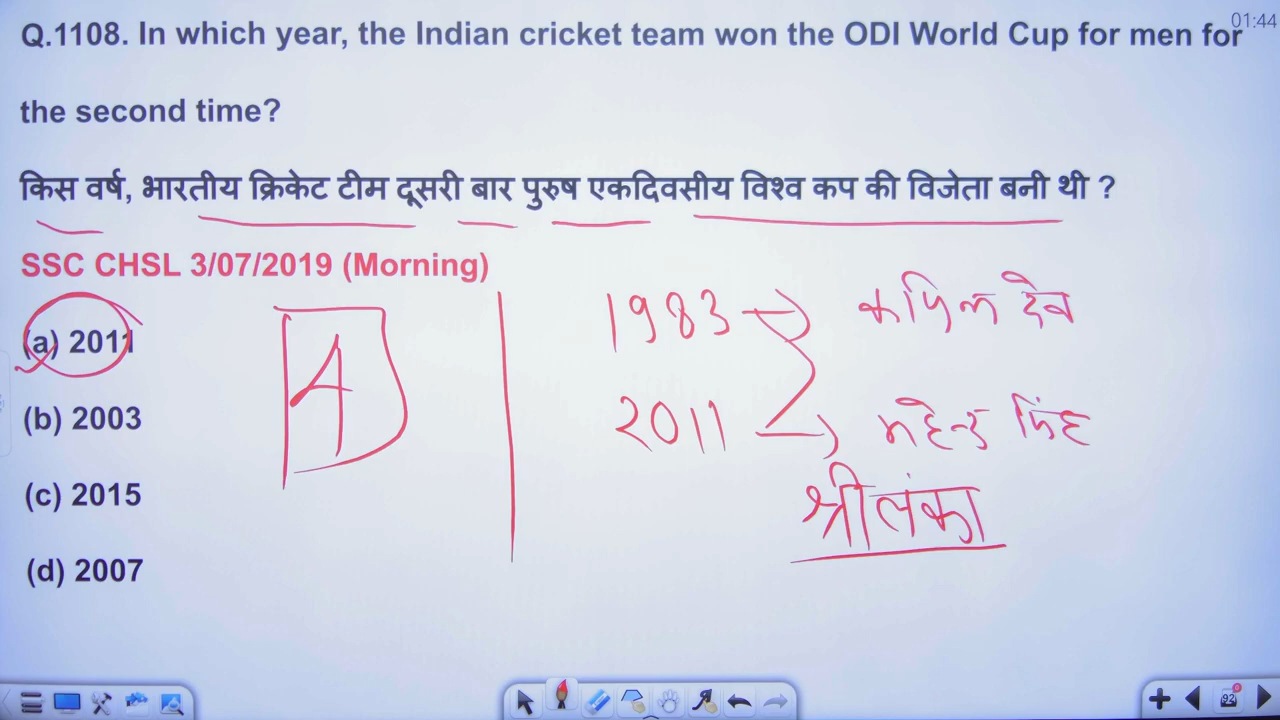 01:44
Q.1108. In which year, the Indian cricket team won the ODI World Cup for men for
the second time?
किस वर्ष, भारतीय क्रिकेट टीम दूसरी बार पुरुष एकदिवसीय विश्व कप की विजेता बनी थी ?
SSC CHSL 3/07/2019 (Morning)
(a) 2011
(b) 2003
(c) 2015
(d) 2007
A
1983 कपिल देव
2011 महेन्द्र सिंह
श्रीलंका
92